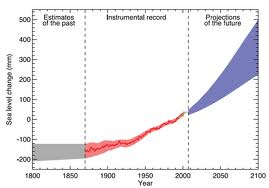 Estimates
of the past
Instrumental record
Projections
of the future
Sea level change (mm)
500
400
300
200
100
0
-100
-200
1800
1850
1900
1950
2000
2050
2100
Year